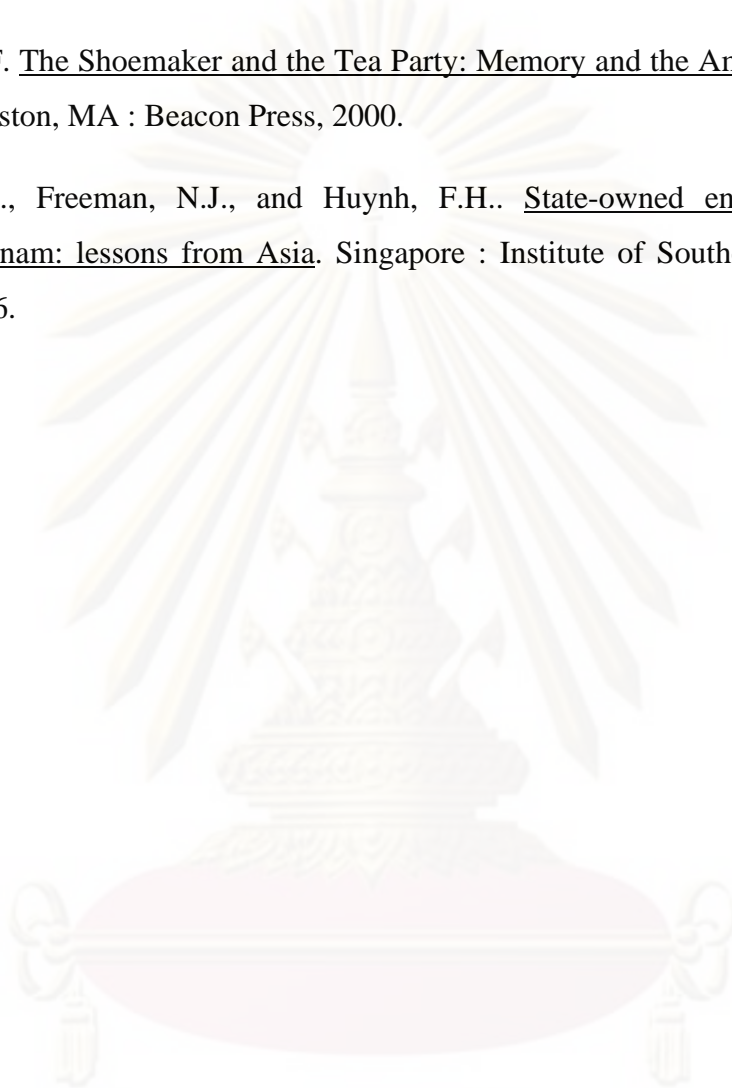 F. The Shoemaker and the Tea Party: Memory and the Am
ston, MA : Beacon Press, 2000.
., Freeman, N.J., and Huynh, F.H.. State-owned en
nam: lessons from Asia. Singapore : Institute of South
6.